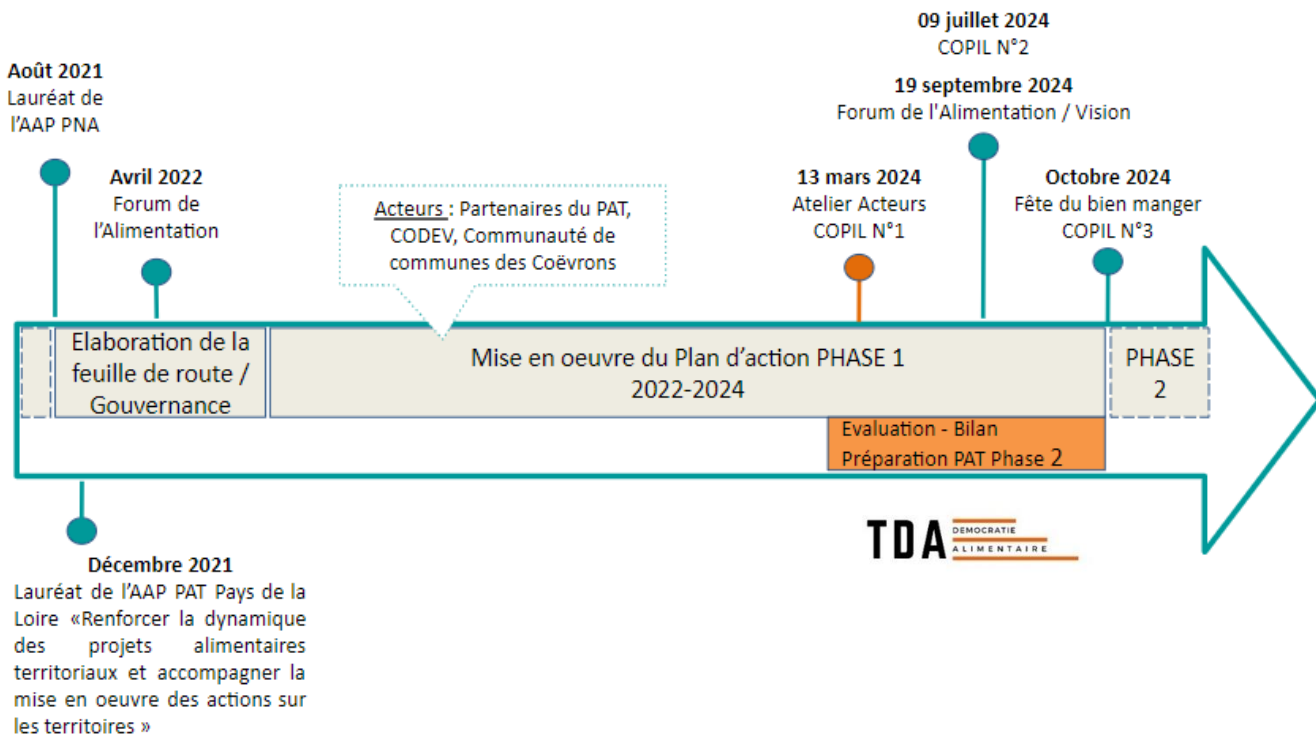 Août 2021
Lauréat de
l'AAP PNA
Avril 2022
Forum de
l'Alimentation
Acteurs : Partenaires du PAT,
CODEV, Communauté de
communes des Coëvrons
13 mars 2024
Atelier Acteurs
COPIL N°1
09 juillet 2024
COPIL N°2
19 septembre 2024
Forum de l'Alimentation / Vision
Octobre 2024
Fête du bien manger
COPIL N°3
Elaboration de la
feuille de route /
Gouvernance
Mise en oeuvre du Plan d'action PHASE 1
2022-2024
PHASE
2
Evaluation - Bilan
Préparation PAT Phase 2
TDA
DEMOCRATIE
ALIMENTAIRE
Décembre 2021
Lauréat de l'AAP PAT Pays de la
Loire «Renforcer la dynamique
des projets alimentaires
territoriaux et accompagner la
mise en oeuvre des actions sur
les territoires »